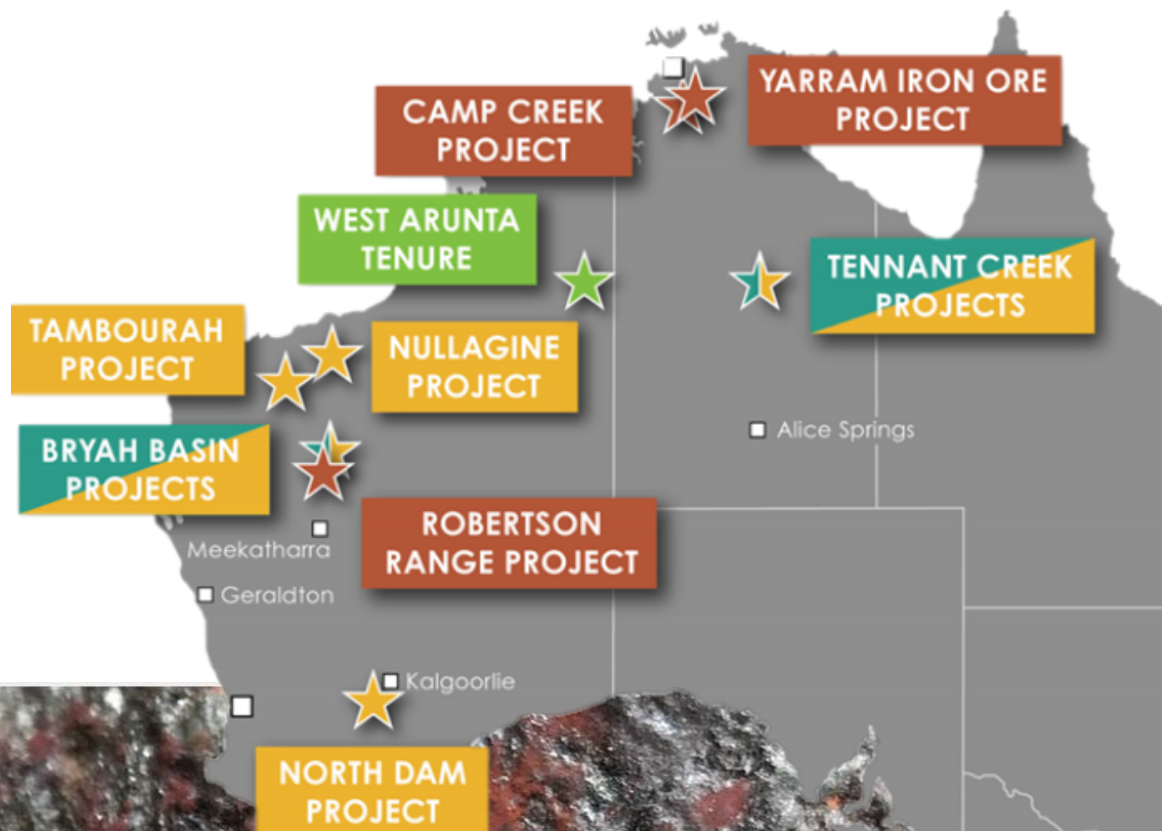 YARRAM IRON ORE
PROJECT
CAMP CREEK
PROJECT
WEST ARUNTA
TENURE
TENNANT CREEK
PROJECTS
TAMBOURAH
PROJECT
NULLAGINE
PROJECT
Alice Springs
BRYAH BASIN
PROJECTS
ROBERTSON
RANGE PROJECT
Meekatharra
Geraldton
Kalgoorlie
NORTH DAM
PROJECT